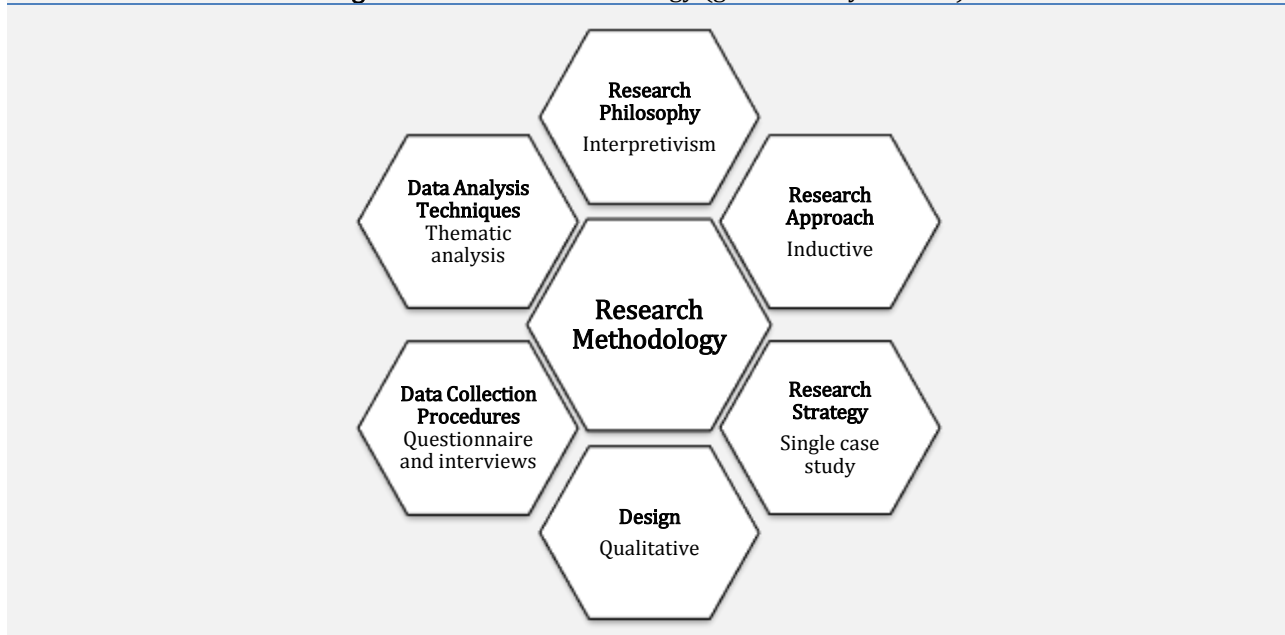 Research
Philosophy
Interpretivism
Data Analysis
Techniques
Thematic
analysis
Research
Approach
Inductive
Research
Methodology
Data Collection
Procedures
Questionnaire
and interviews
Research
Strategy
Single case
study
Design
Qualitative